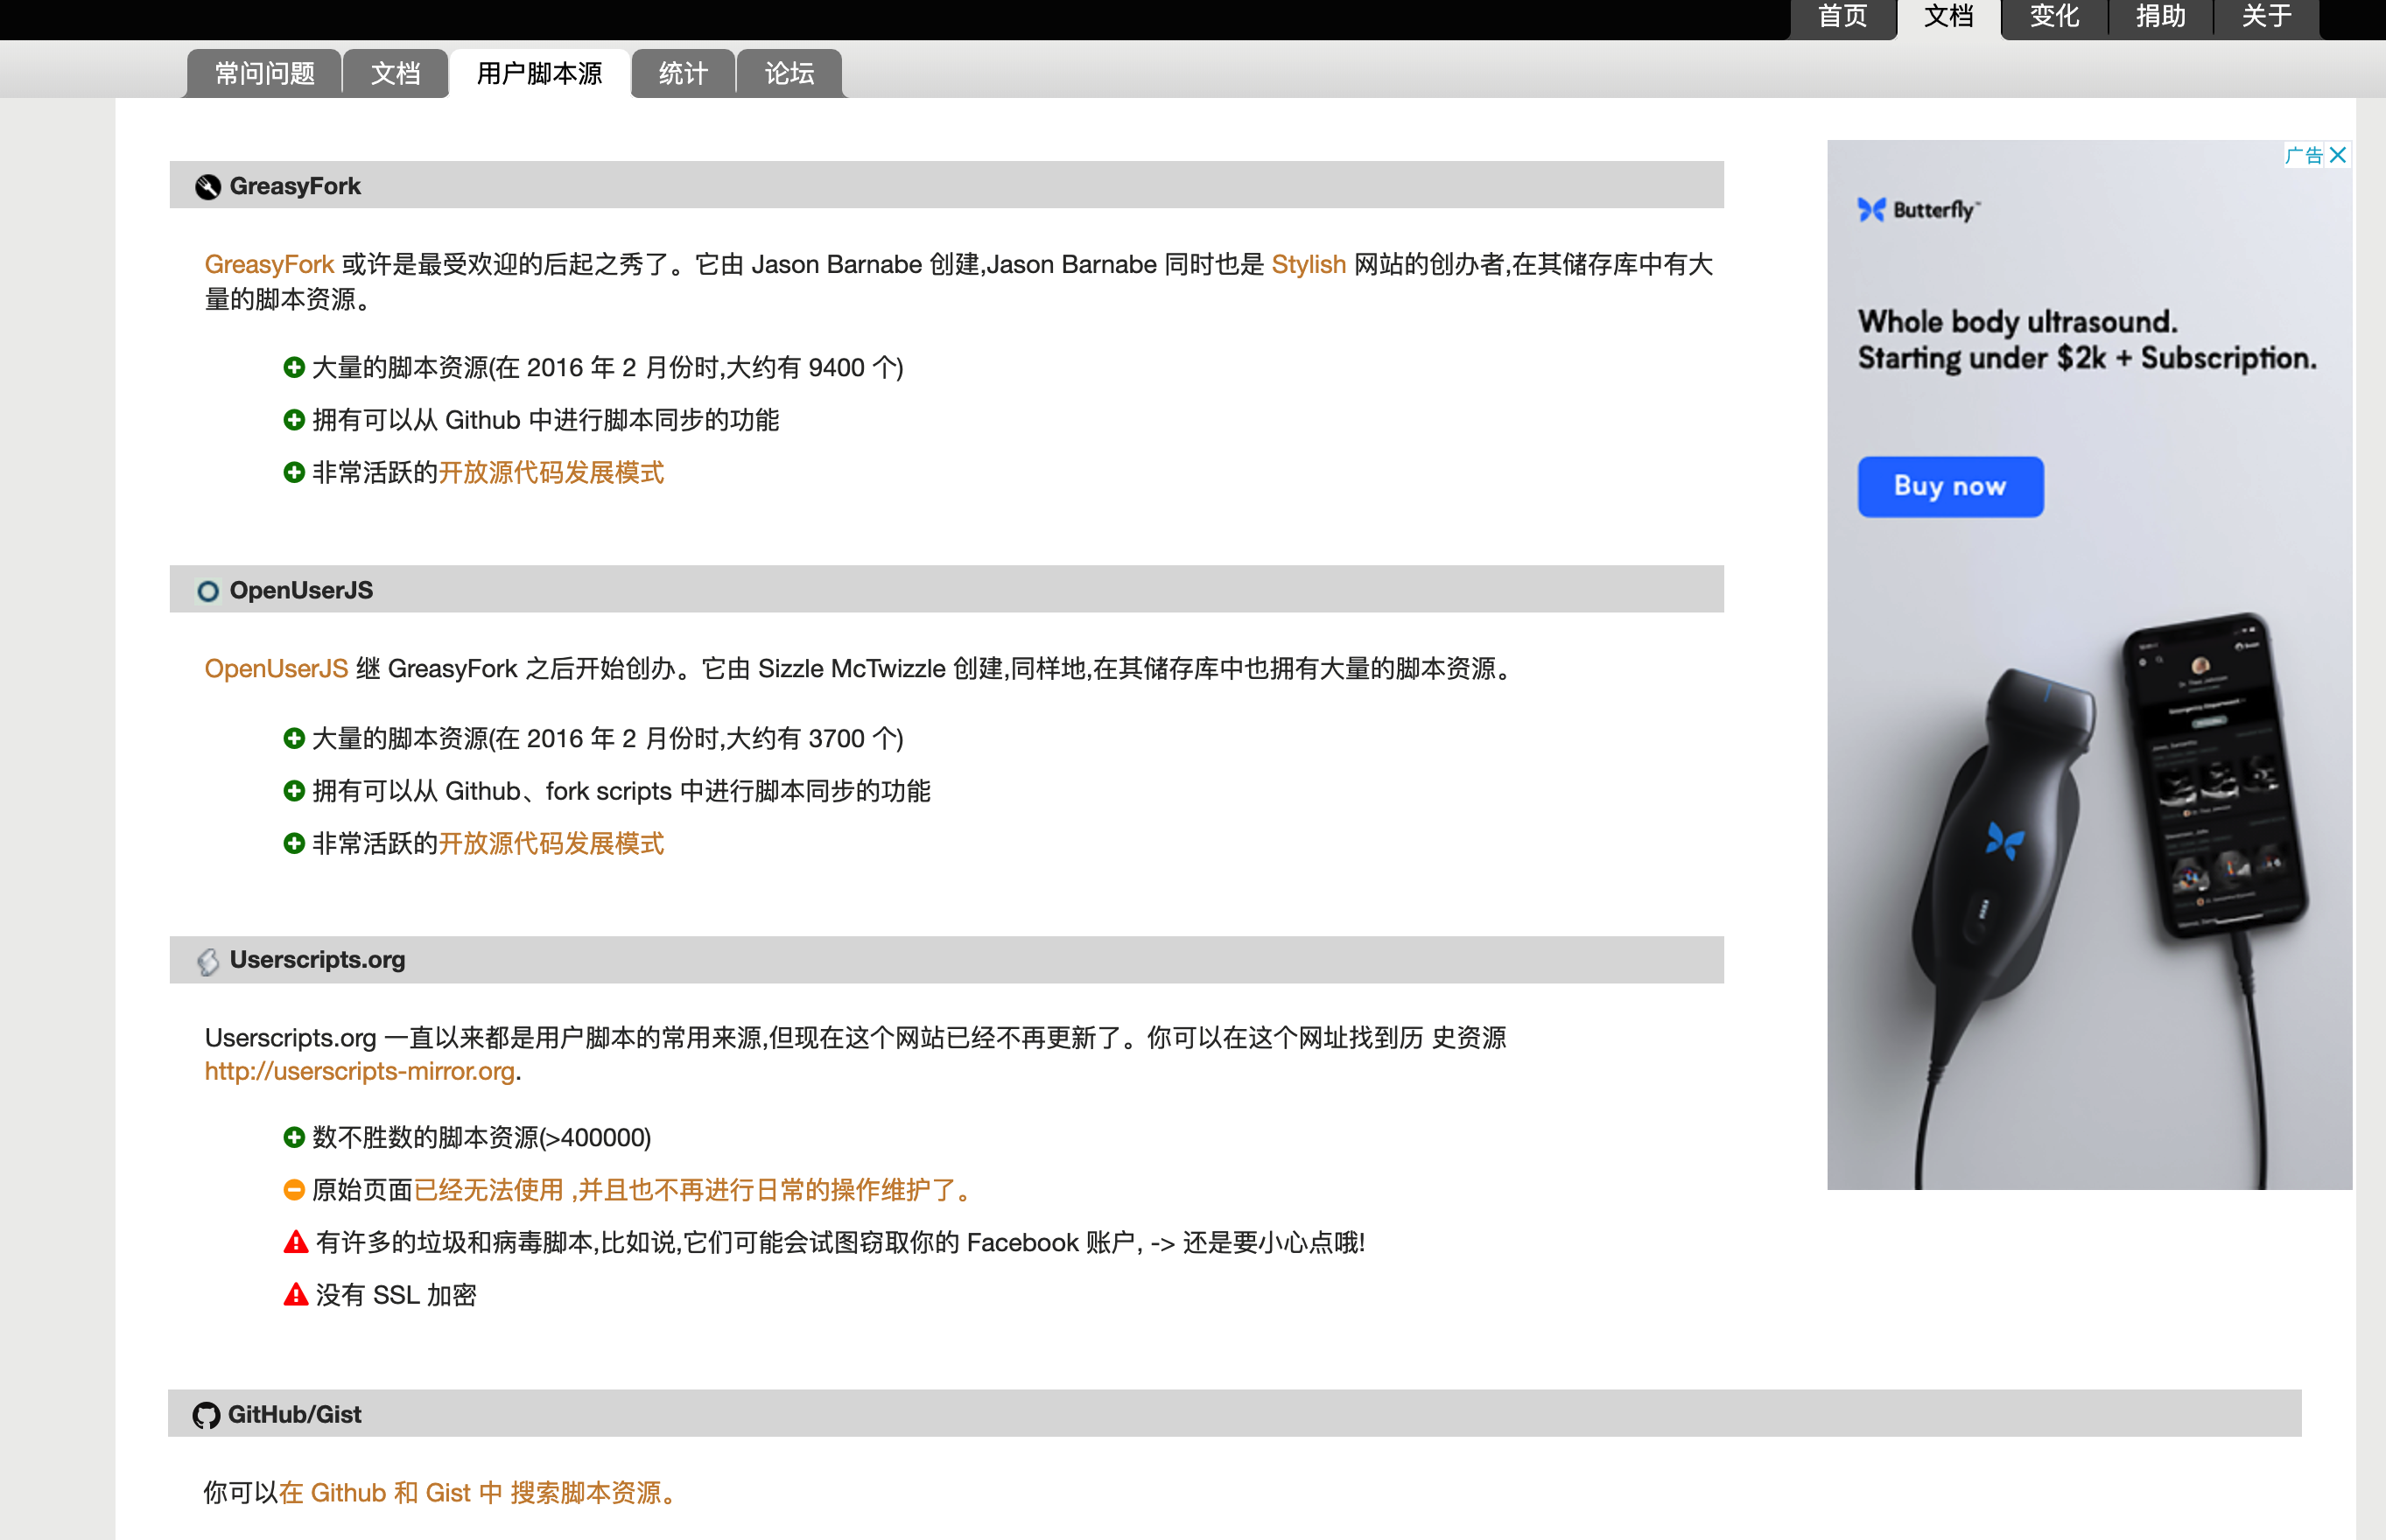 首页 文档 变化 捐助 关于
常问问题 文档 用户脚本源 统计 论坛
GreasyFork
GreasyFork 或许是最受欢迎的后起之秀了。它由 Jason Barnabe 创建,Jason Barnabe 同时也是 Stylish 网站的创办者,在其储存库中有大
量的脚本资源。
大量的脚本资源(在 2016 年 2 月份时,大约有 9400 个)
拥有可以从 Github 中进行脚本同步的功能
非常活跃的开放源代码发展模式
OpenUserJS
OpenUserJS 继 GreasyFork 之后开始创办。它由 Sizzle McTwizzle 创建,同样地,在其储存库中也拥有大量的脚本资源。
大量的脚本资源(在 2016 年 2 月份时,大约有 3700 个)
拥有可以从 Github、fork scripts 中进行脚本同步的功能
非常活跃的开放源代码发展模式
Userscripts.org
Userscripts.org 一直以来都是用户脚本的常用来源,但现在这个网站已经不再更新了。你可以在这个网址找到历 史资源
http://userscripts-mirror.org.
数不胜数的脚本资源(>400000)
原始页面已经无法使用 ,并且也不再进行日常的操作维护了。
有许多的垃圾和病毒脚本,比如说,它们可能会试图窃取你的 Facebook 账户, -> 还是要小心点哦!
没有 SSL 加密
GitHub/Gist
你可以在 Github 和 Gist 中 搜索脚本资源。
广告
Butterfly™
Whole body ultrasound.
Starting under $2k + Subscription.
Buy now